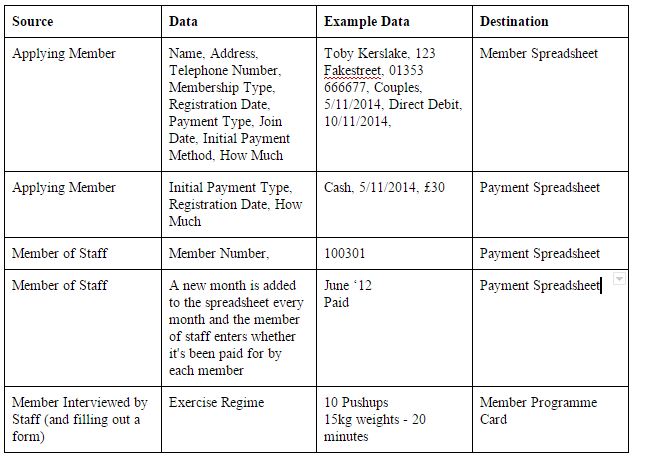 Source Data Example Data Destination
Applying Member
Name, Address,
Telephone Number,
Membership Type,
Registration Date,
Payment Type, Join
Date, Initial Payment
Method, How Much
Toby Kerslake, 123
Fakestreet, 01353
666677, Couples,
5/11/2014, Direct Debit,
10/11/2014,
Member Spreadsheet
Applying Member
Initial Payment Type,
Registration Date, How
Much
Cash, 5/11/2014, £30
Payment Spreadsheet
Member of Staff
Member Number,
100301
Payment Spreadsheet
Member of Staff
A new month is added
to the spreadsheet every
month and the member
of staff enters whether
it's been paid for by
each member
June ‘12
Paid
Payment Spreadsheet
Member Interviewed by
Staff (and filling out a
form)
Exercise Regime
10 Pushups
15kg weights - 20
minutes
Member Programme
Card